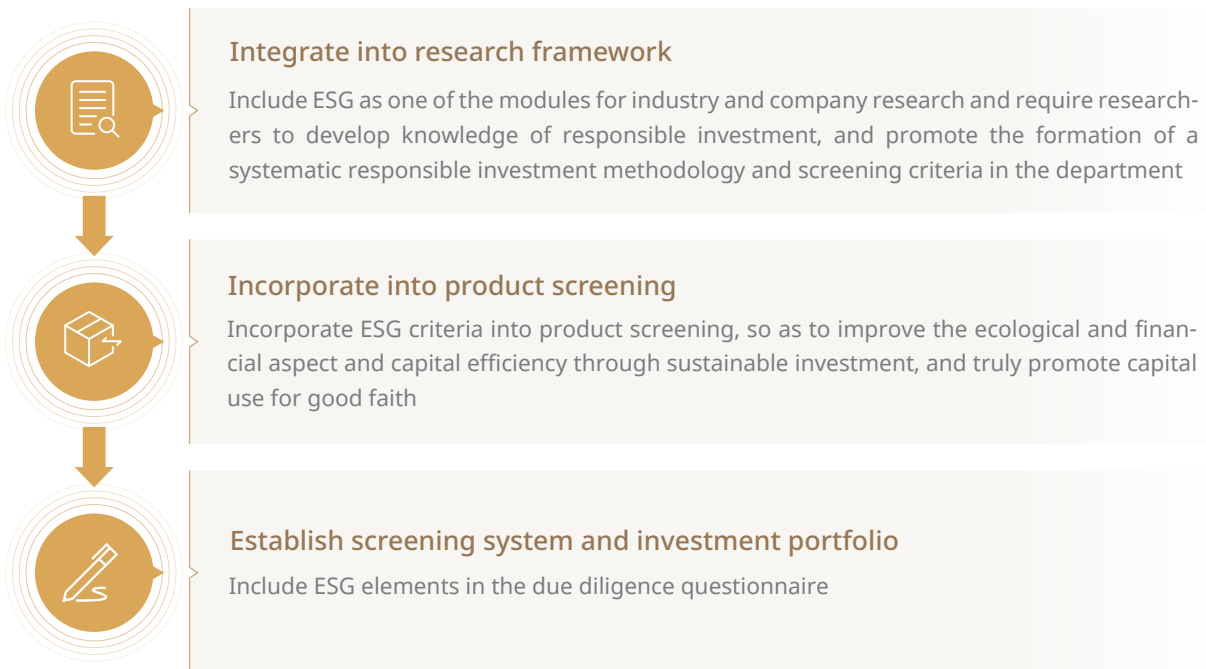 Integrate into research framework
Include ESG as one of the modules for industry and company research and require research-
ers to develop knowledge of responsible investment, and promote the formation of a
systematic responsible investment methodology and screening criteria in the department
Incorporate into product screening
Incorporate ESG criteria into product screening, so as to improve the ecological and finan-
cial aspect and capital efficiency through sustainable investment, and truly promote capital
use for good faith
Establish screening system and investment portfolio
Include ESG elements in the due diligence questionnaire